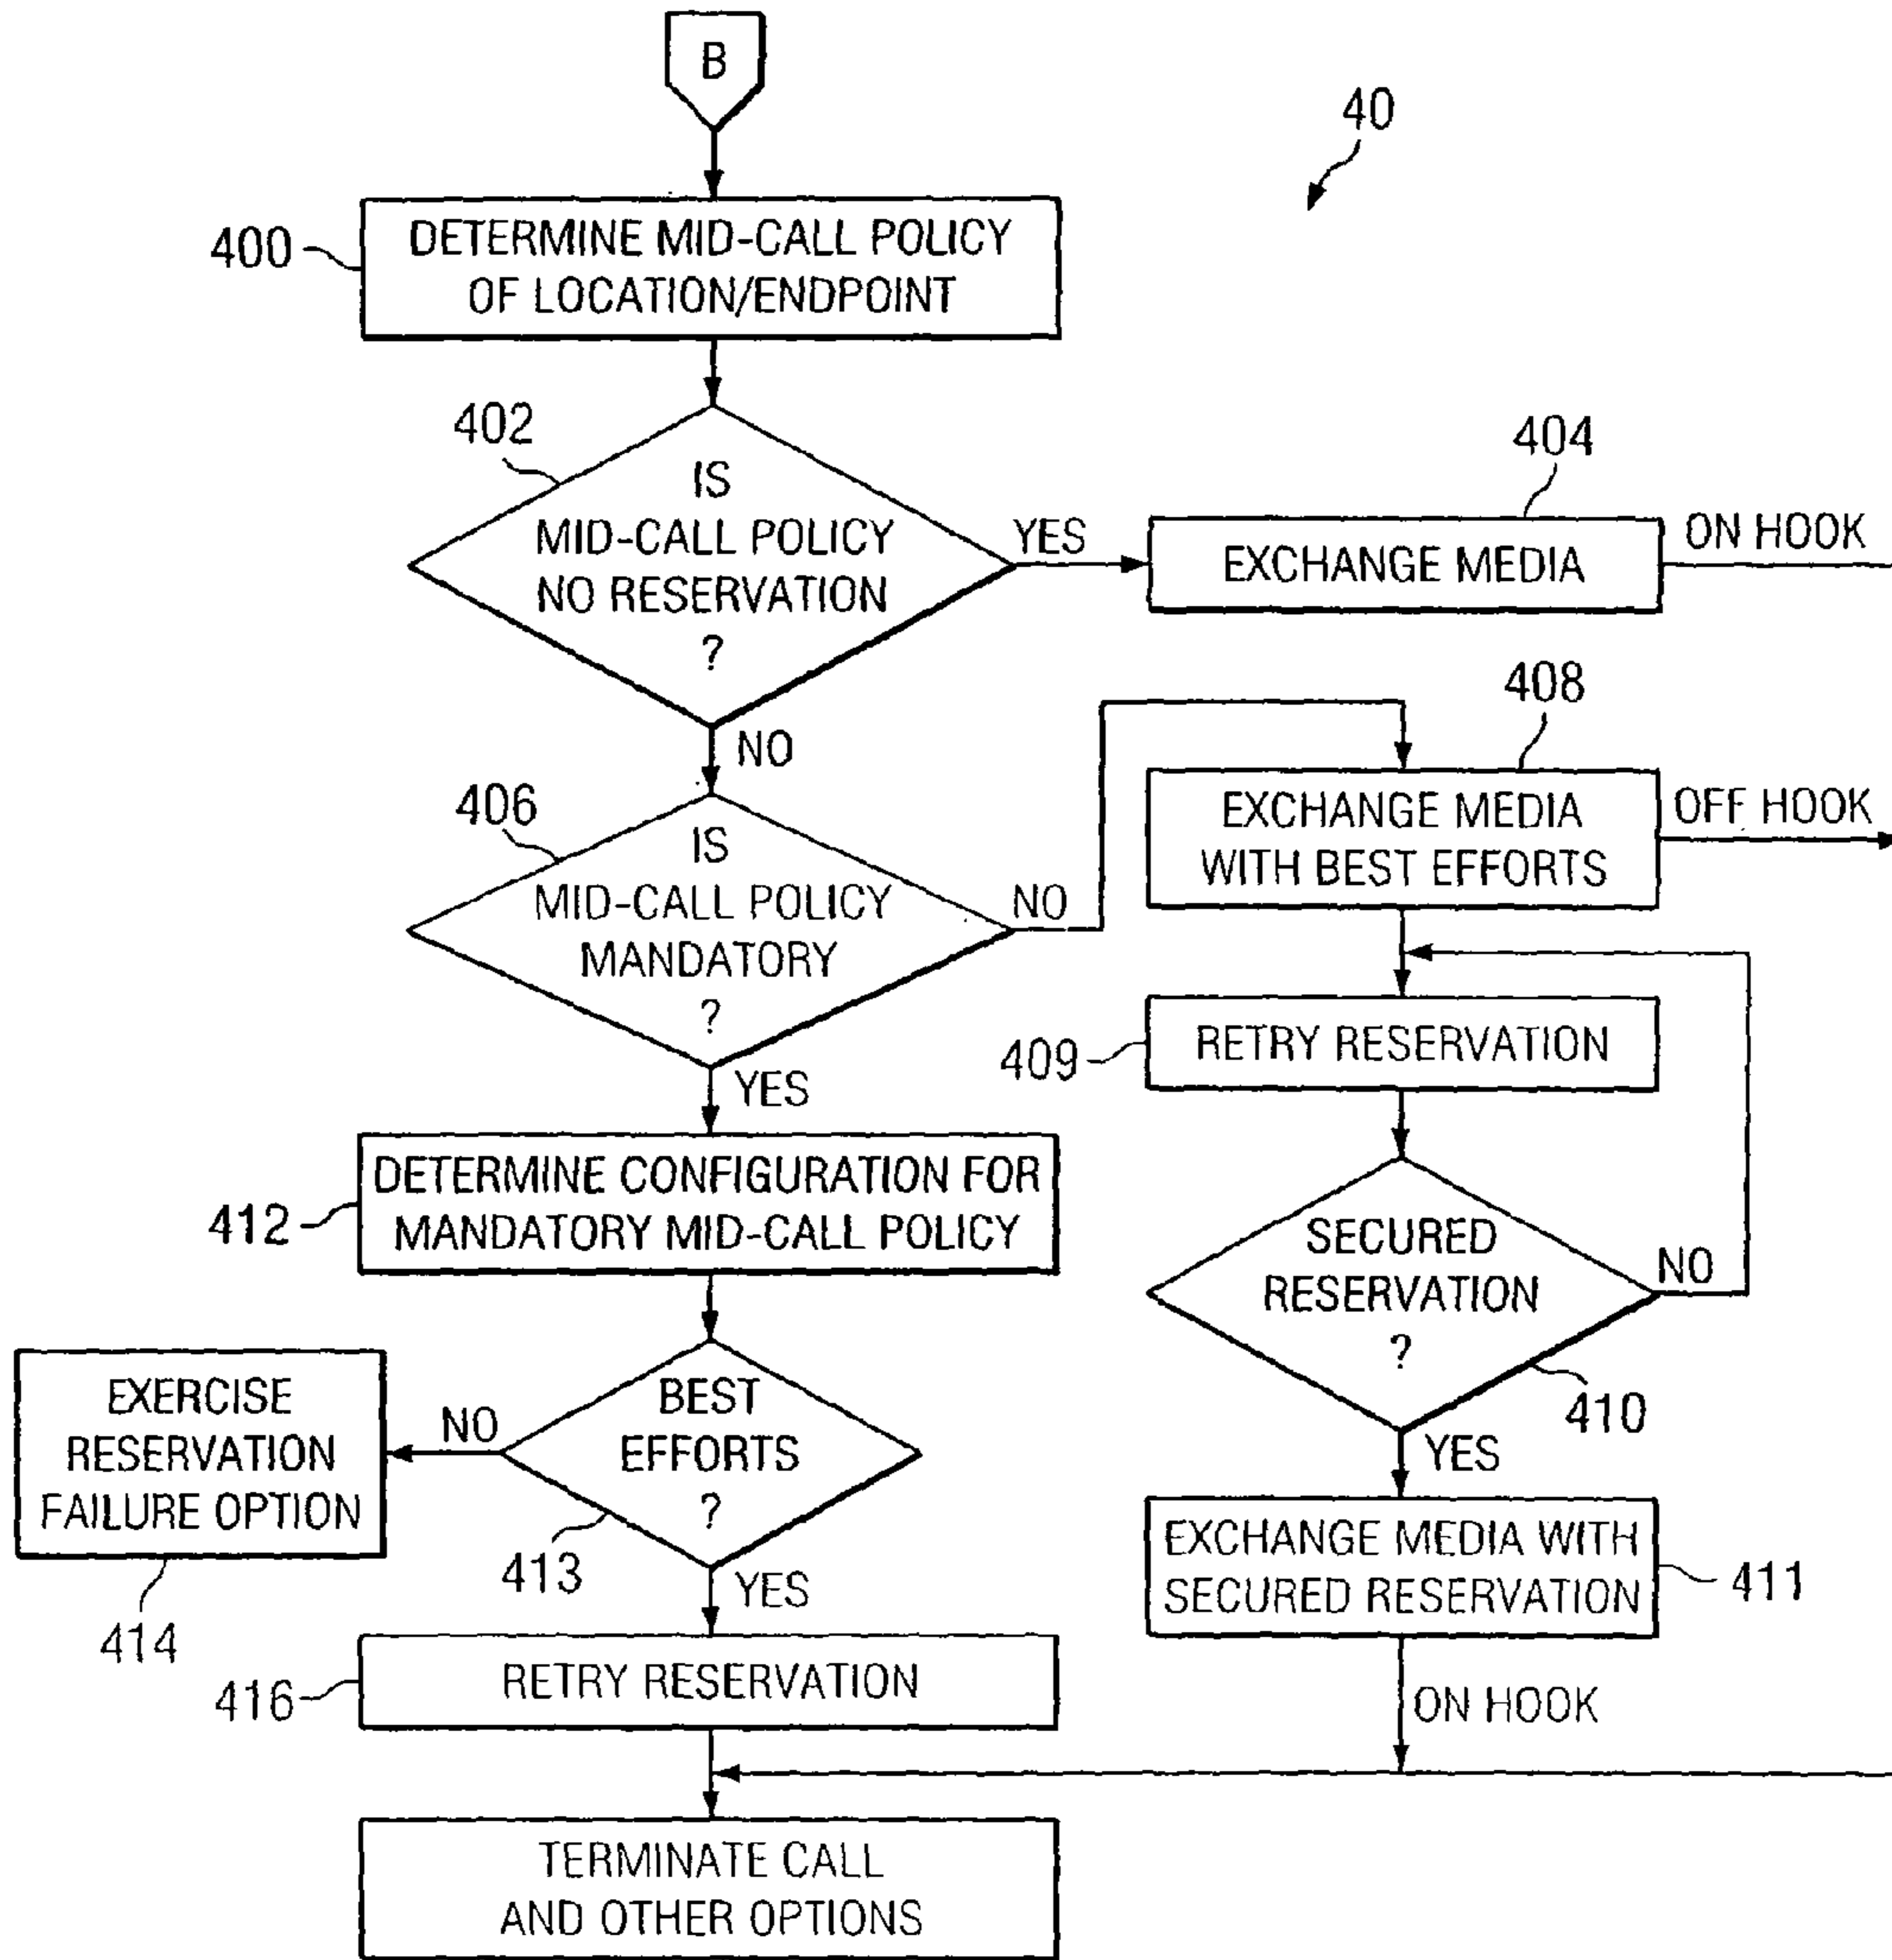 B
40
400
DETERMINE MID-CALL POLICY
OF LOCATION/ENDPOINT
402
IS
MID-CALL POLICY
NO RESERVATION
?
YES
404
EXCHANGE MEDIA
ON HOOK
NO
406
IS
MID-CALL POLICY
MANDATORY
?
NO
408
EXCHANGE MEDIA
WITH BEST EFFORTS
OFF HOOK
409
RETRY RESERVATION
YES
412
DETERMINE CONFIGURATION FOR
MANDATORY MID-CALL POLICY
SECURED
RESERVATION
?
NO
410
YES
EXERCISE
RESERVATION
FAILURE OPTION
414
NO
BEST
EFFORTS
?
413
YES
EXCHANGE MEDIA WITH
SECURED RESERVATION
411
416
RETRY RESERVATION
ON HOOK
TERMINATE CALL
AND OTHER OPTIONS